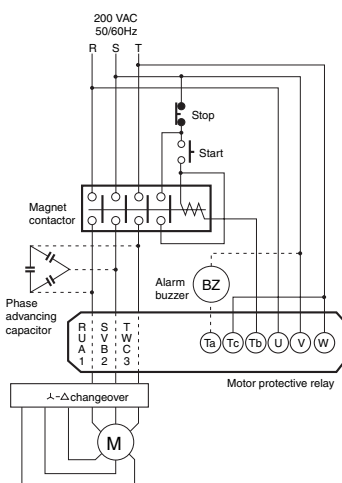 200 VAC
50/60Hz
R S T
Stop
Start
Magnet
contactor
Phase
advancing
capacitor
Alarm
buzzer
BZ
R S T
U V W
A B C
1 2 3
Ta Tc Tb U V W
Motor protective relay
⅄-△changeover
M